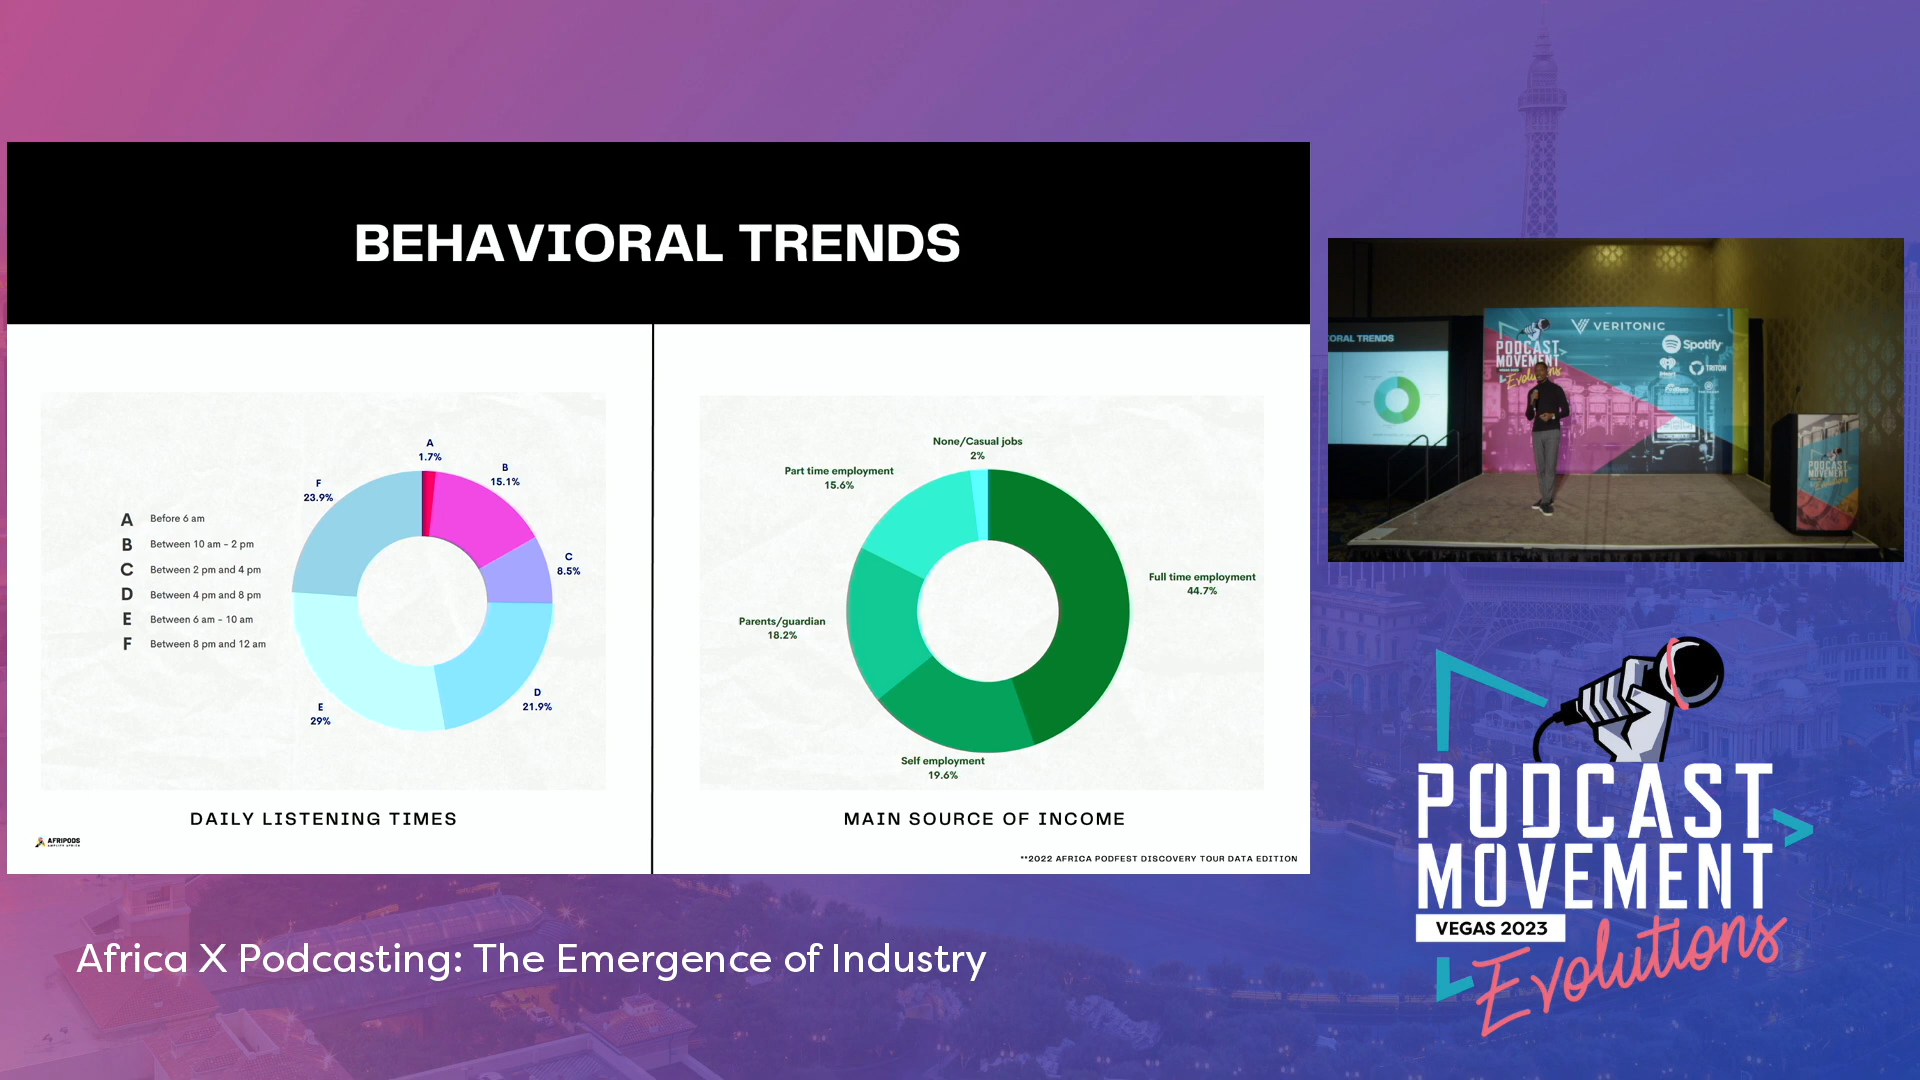 BEHAVIORAL TRENDS
A
1.7%
B
15.1%
C
8.5%
D
21.9%
E
29%
F
23.9%
A Before 6 am
B Between 10 am - 2 pm
C Between 2 pm and 4 pm
D Between 4 pm and 8 pm
E Between 6 am - 10 am
F Between 8 pm and 12 am
DAILY LISTENING TIMES
AFRIPODS
None/Casual jobs
2%
Part time employment
15.6%
Full time employment
44.7%
Parents/guardian
18.2%
Self employment
19.6%
MAIN SOURCE OF INCOME
**2022 AFRICA PODFEST DISCOVERY TOUR DATA EDITION
ORAL TRENDS
PODCAST
MOVEMENT
VERITONIC
Spotify
TRITON
PODCAST
MOVEMENT
PODCAST
MOVEMENT
VEGAS 2023
Evolutions
Africa X Podcasting: The Emergence of Industry